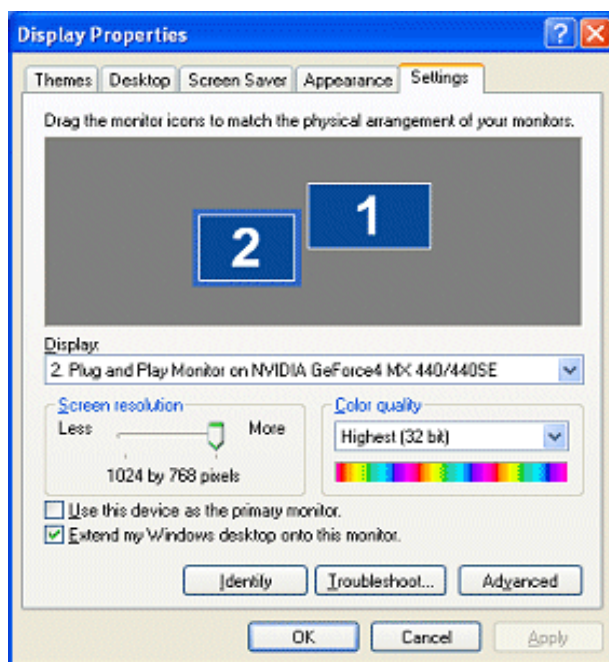 Display Properties
Themes Desktop Screen Saver Appearance Settings
Drag the monitor icons to match the physical arrangement of your monitors.
1
2
Display:
2. Plug and Play Monitor on NVIDIA GeForce4 MX 440/440SE
Screen resolution
Less More
1024 by 768 pixels
Color quality
Highest (32 bit)
Use this device as the primary monitor.
Extend my Windows desktop onto this monitor.
Identify Troubleshoot... Advanced
OK Cancel Apply